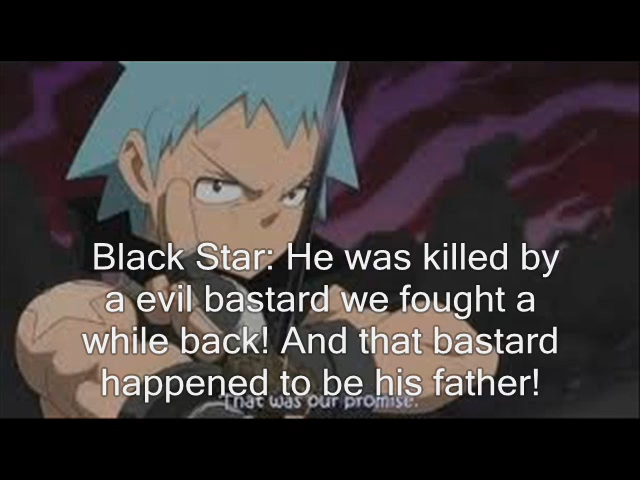 Black Star: He was killed by
a evil bastard we fought a
while back! And that bastard
happened to be his father!
That was our promise.